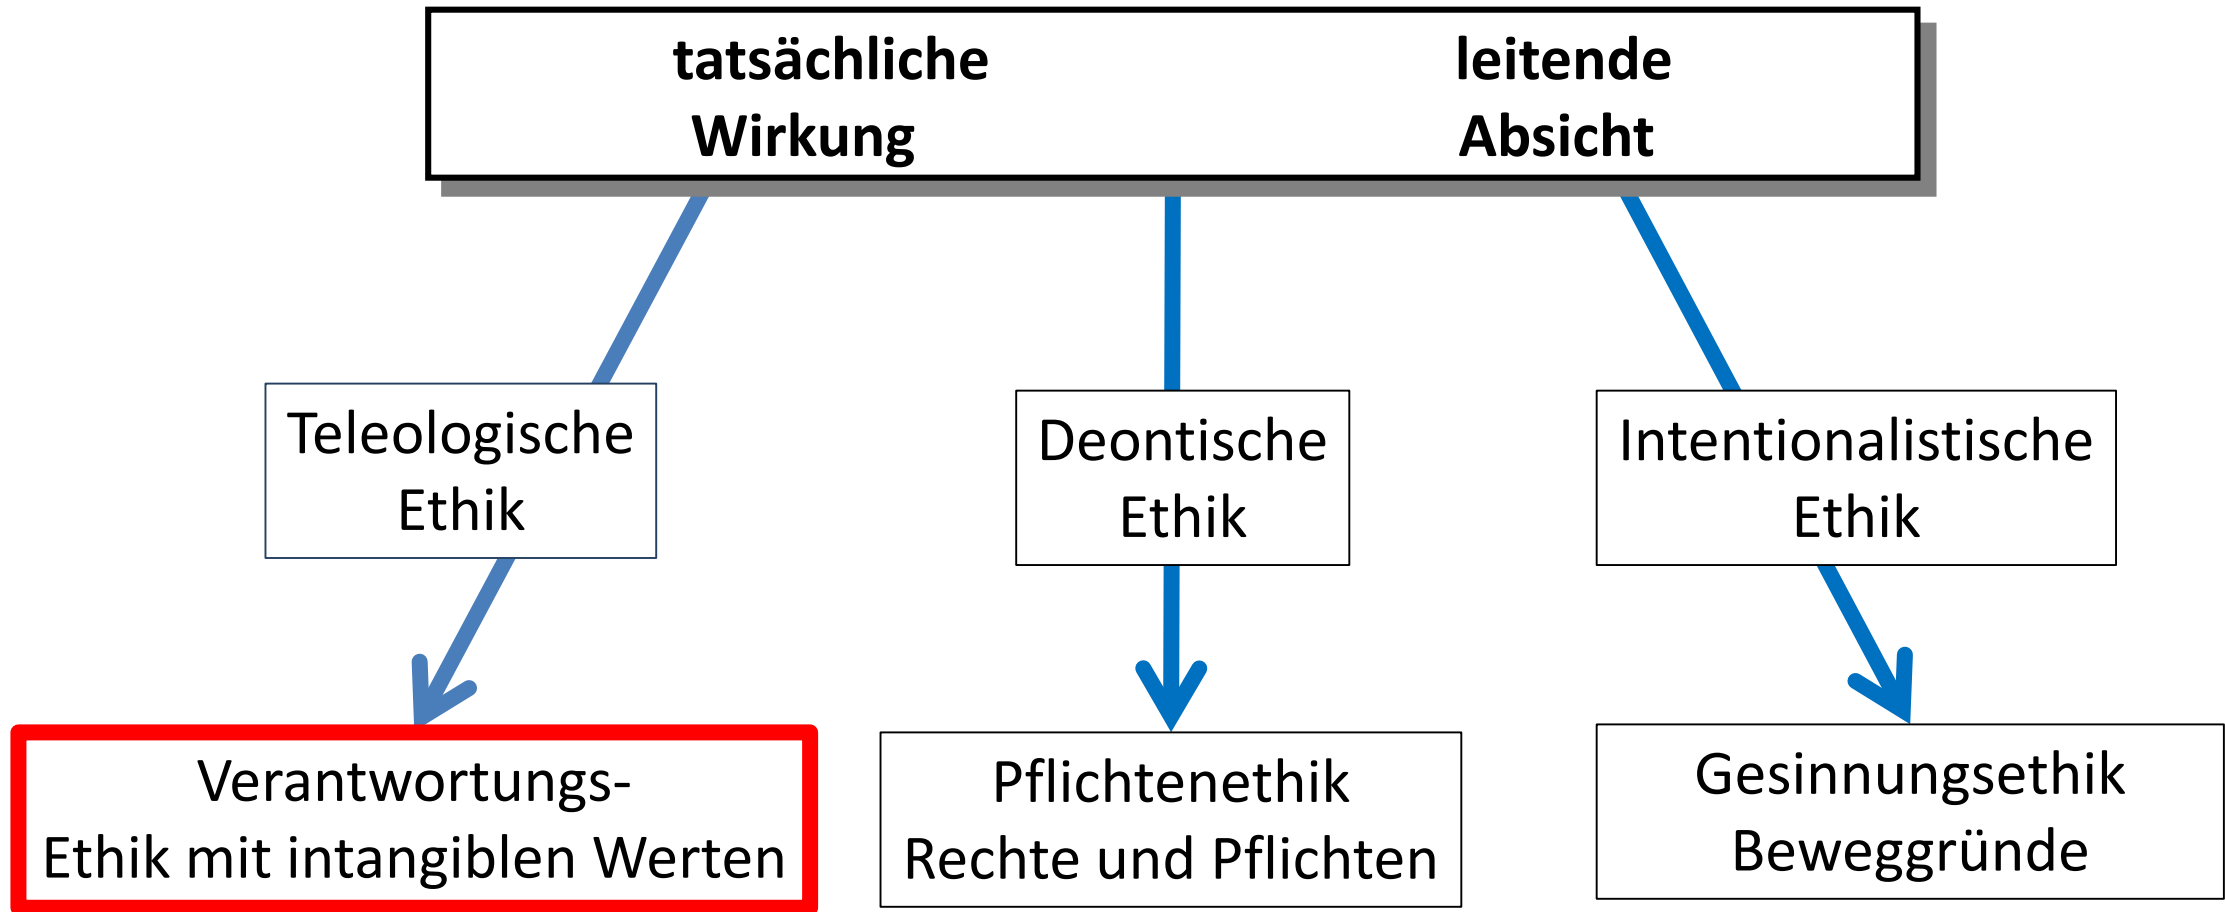 tatsächliche
Wirkung
leitende
Absicht
Teleologische
Ethik
Deontische
Ethik
Intentionalistische
Ethik
Verantwortungs-
Ethik mit intangiblen Werten
Pflichtenethik
Rechte und Pflichten
Gesinnungsethik
Beweggründe